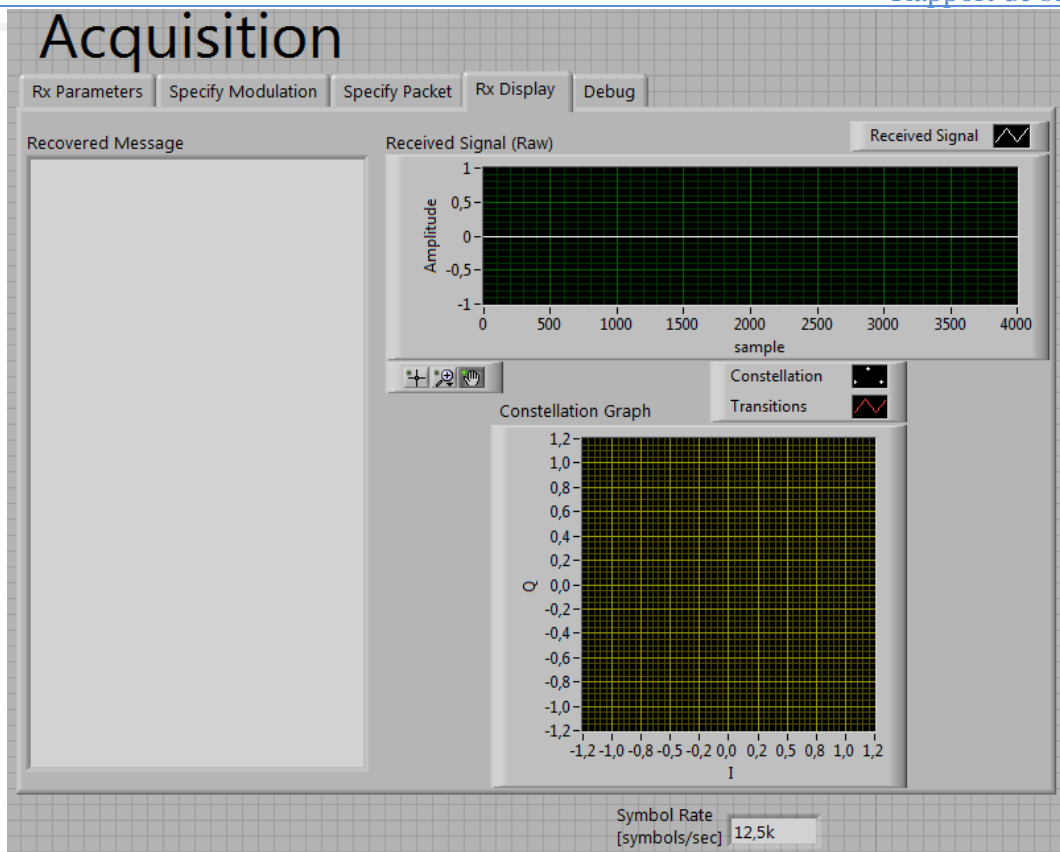 Acquisition
Rx Parameters Specify Modulation Specify Packet Rx Display Debug
Recovered Message
Received Signal (Raw)
Received Signal
Amplitude
1
0,5
0
-0,5
-1
0 500 1000 1500 2000 2500 3000 3500 4000
sample
Constellation
Transitions
Constellation Graph
Q
1,2
1,0
0,8
0,6
0,4
0,2
0,0
-0,2
-0,4
-0,6
-0,8
-1,0
-1,2
-1,2 -1,0 -0,8 -0,5 -0,2 0,0 0,2 0,5 0,8 1,0 1,2
I
Symbol Rate
[symbols/sec] 12,5k